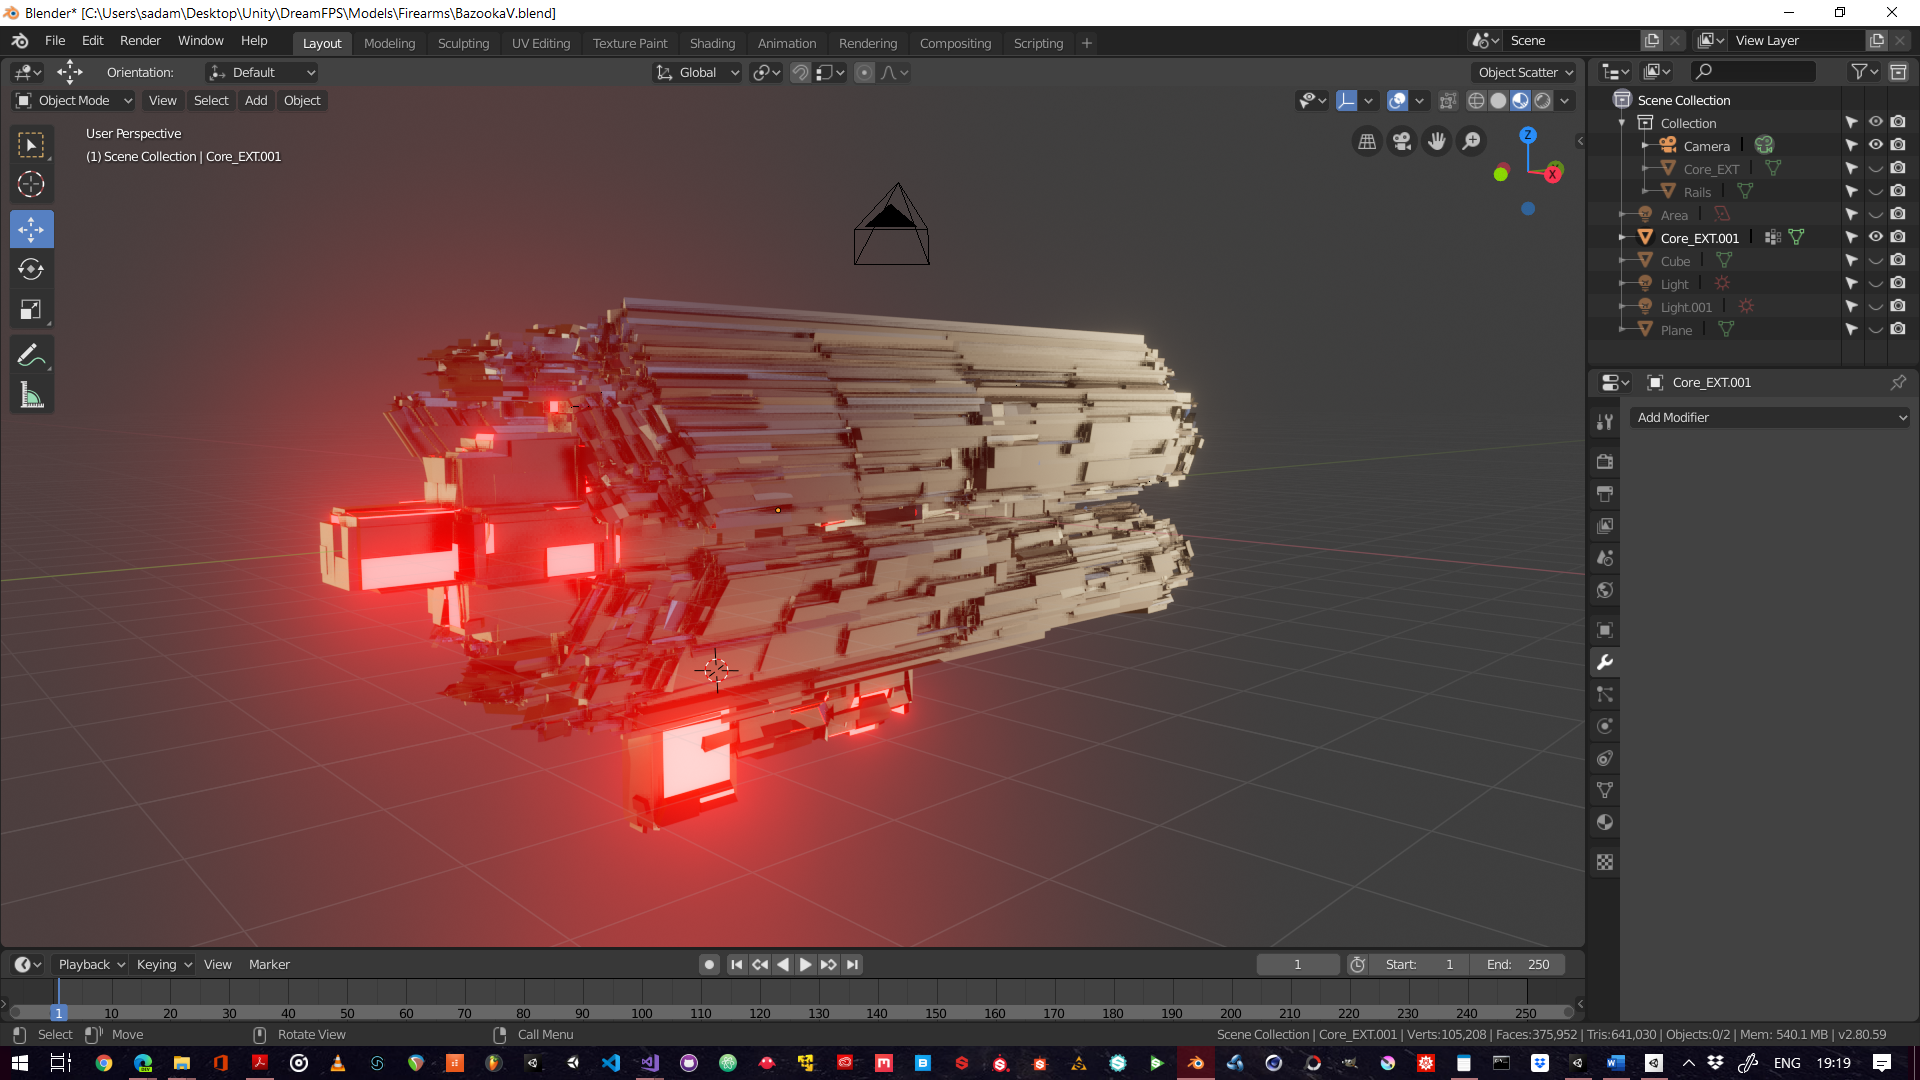 Blender* [C:\Users\sadam\Desktop\Unity\DreamFPS\Models\Firearms\BazookaV.blend]
File Edit Render Window Help Layout Modeling Sculpting UV Editing Texture Paint Shading Animation Rendering Compositing Scripting + Scene View Layer
Orientation: Default Global Object Scatter
Object Mode View Select Add Object
User Perspective
(1) Scene Collection | Core_EXT.001
Z
X
Scene Collection
Collection
Camera
Core_EXT
Rails
Area
Core_EXT.001
Cube
Light
Light.001
Plane
Core_EXT.001
Add Modifier
Playback Keying View Marker 1 Start: 1 End: 250
1 10 20 30 40 50 60 70 80 90 100 110 120 130 140 150 160 170 180 190 200 210 220 230 240 250
Select Move Rotate View Call Menu Scene Collection | Core_EXT.001 | Verts:105,208 | Faces:375,952 | Tris:641,030 | Objects:0/2 | Mem: 540.1 MB | v2.80.59
ENG 19:19